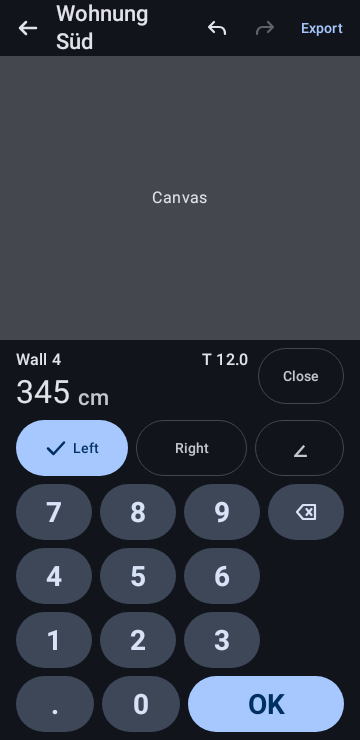 Wohnung
Süd
Export
Canvas
Wall 4
T 12.0
Close
345 cm
Left
Right
∠
7 8 9
4 5 6
1 2 3
. 0 OK